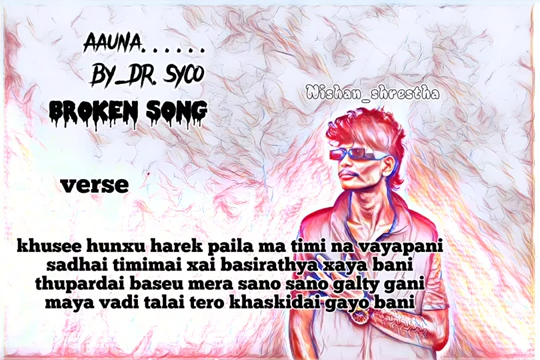 AAUNA......
BY_DR. SYCO
BROKEN SONG
Nishan_shrestha
verse
khusee hunxu harek paila ma timi na vayapani
sadhai timimai xai basirathya xaya bani
thupardai baseu mera sano sano galty gani
maya vadi talai tero khaskidai gayo bani